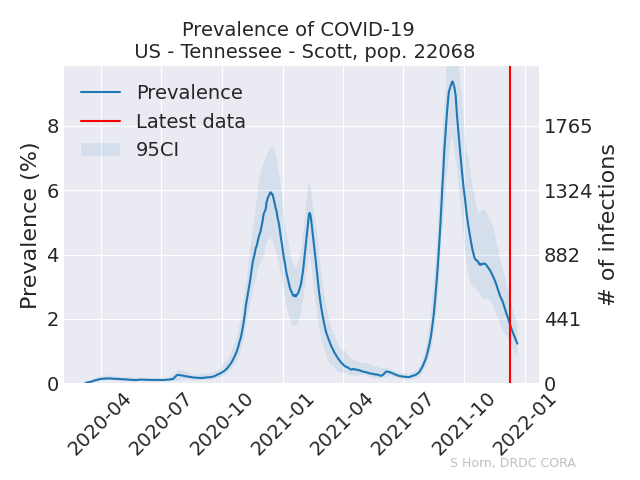 Prevalence of COVID-19
US - Tennessee - Scott, pop. 22068
Prevalence
Latest data
95CI
Prevalence (%)
8
6
4
2
0
# of infections
1765
1324
882
441
0
2020-04
2020-07
2020-10
2021-01
2021-04
2021-07
2021-10
2022-01
S Horn, DRDC CORA